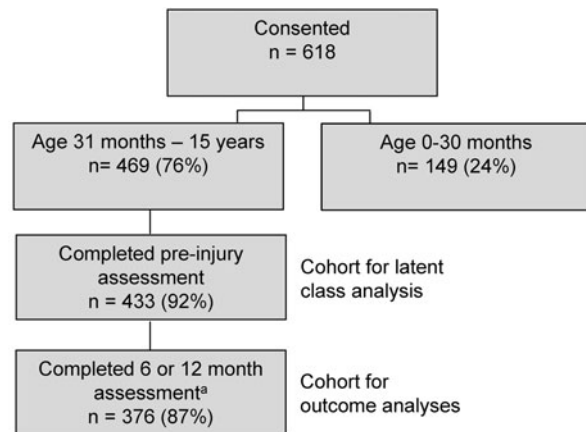 Consented
n = 618
Age 31 months – 15 years
n= 469 (76%)
Age 0-30 months
n= 149 (24%)
Completed pre-injury
assessment
n = 433 (92%)
Cohort for latent
class analysis
Completed 6 or 12 month
assessmentᵃ
n = 376 (87%)
Cohort for
outcome analyses